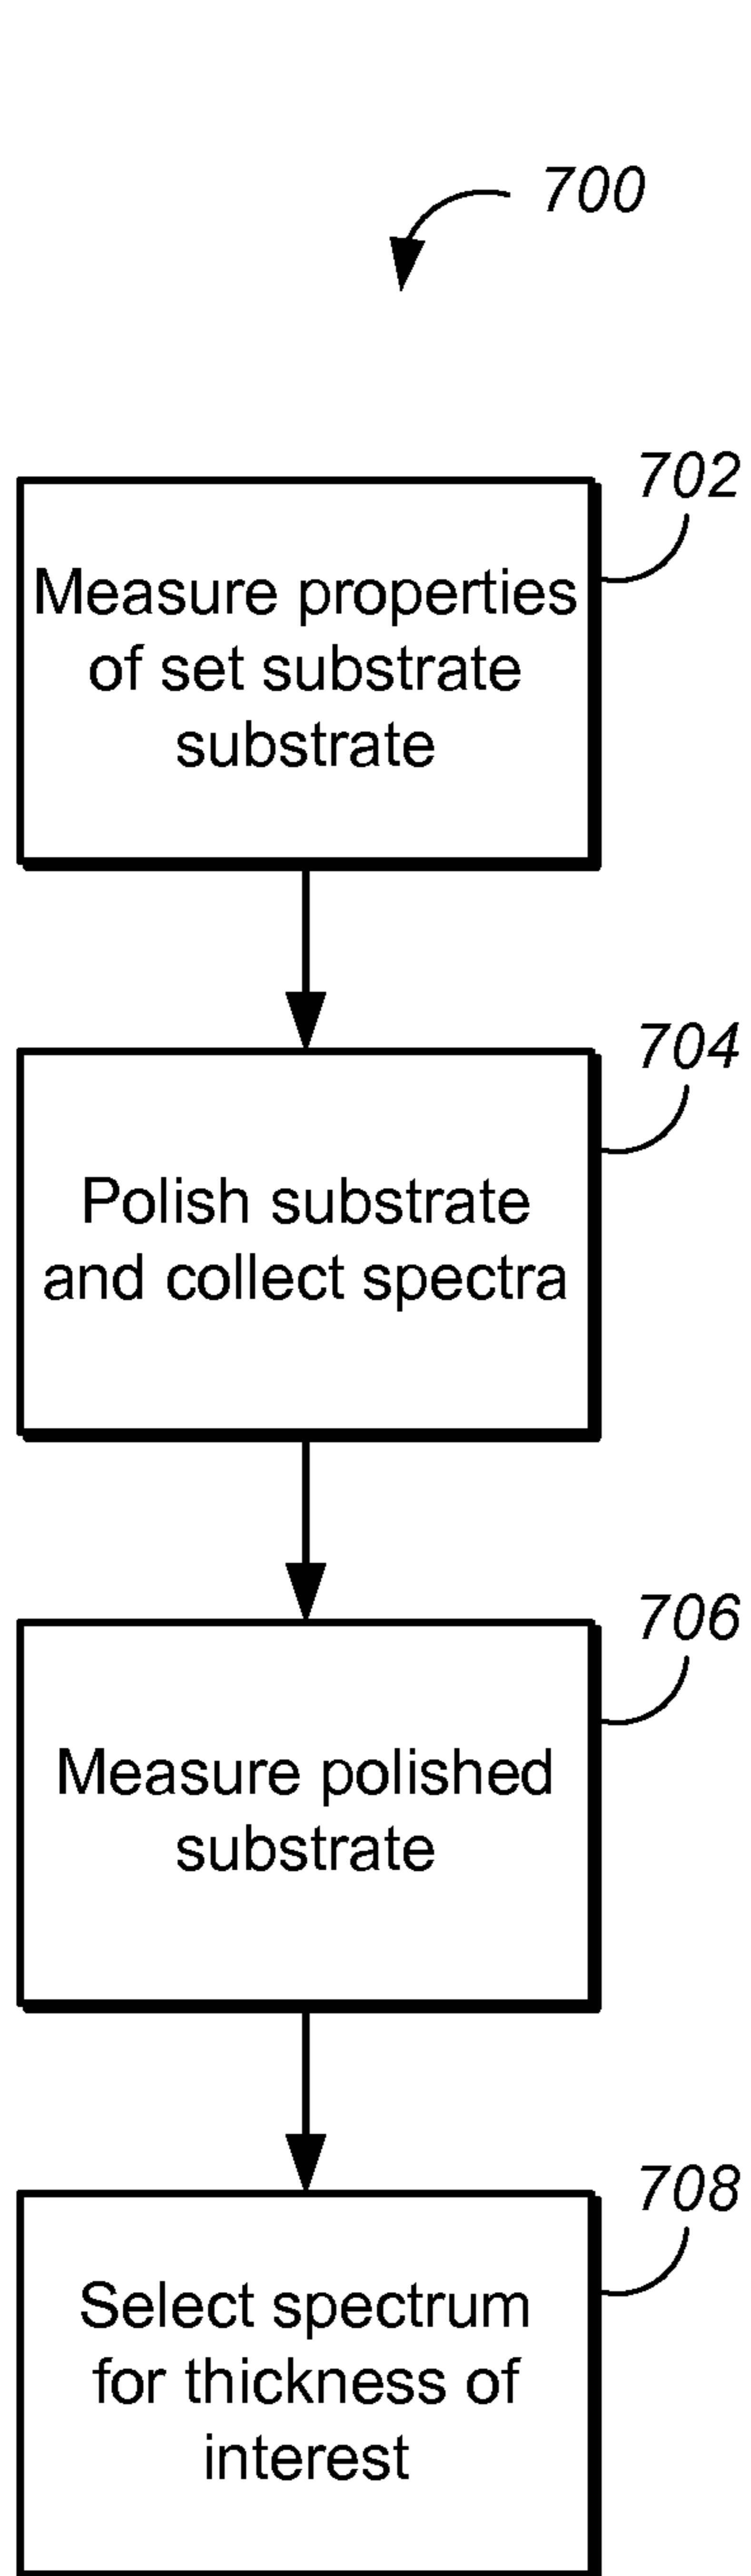 700
702
Measure properties
of set substrate
substrate
704
Polish substrate
and collect spectra
706
Measure polished
substrate
708
Select spectrum
for thickness of
interest